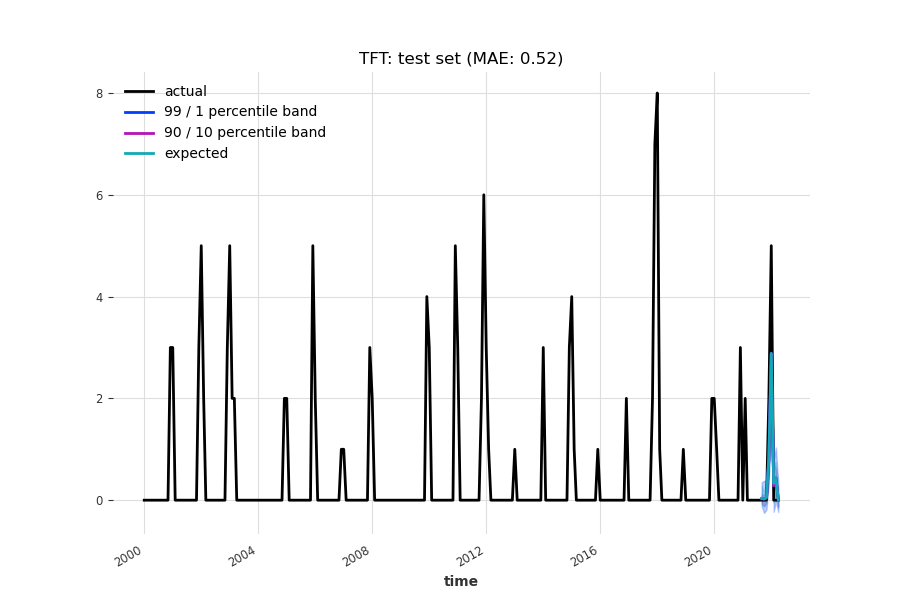 TFT: test set (MAE: 0.52)
actual
99 / 1 percentile band
90 / 10 percentile band
expected
8
6
4
2
0
2000
2004
2008
2012
2016
2020
time